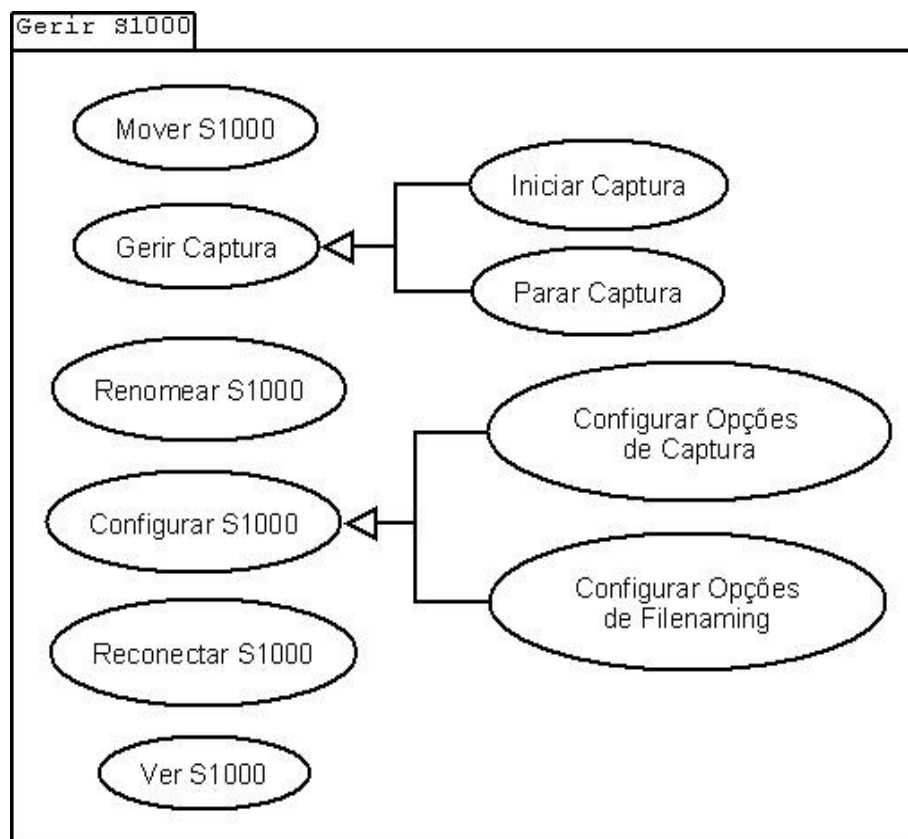 Gerir S1000
Mover S1000
Iniciar Captura
Gerir Captura
Parar Captura
Renomear S1000
Configurar Opções
de Captura
Configurar S1000
Configurar Opções
de Filenaming
Reconectar S1000
Ver S1000